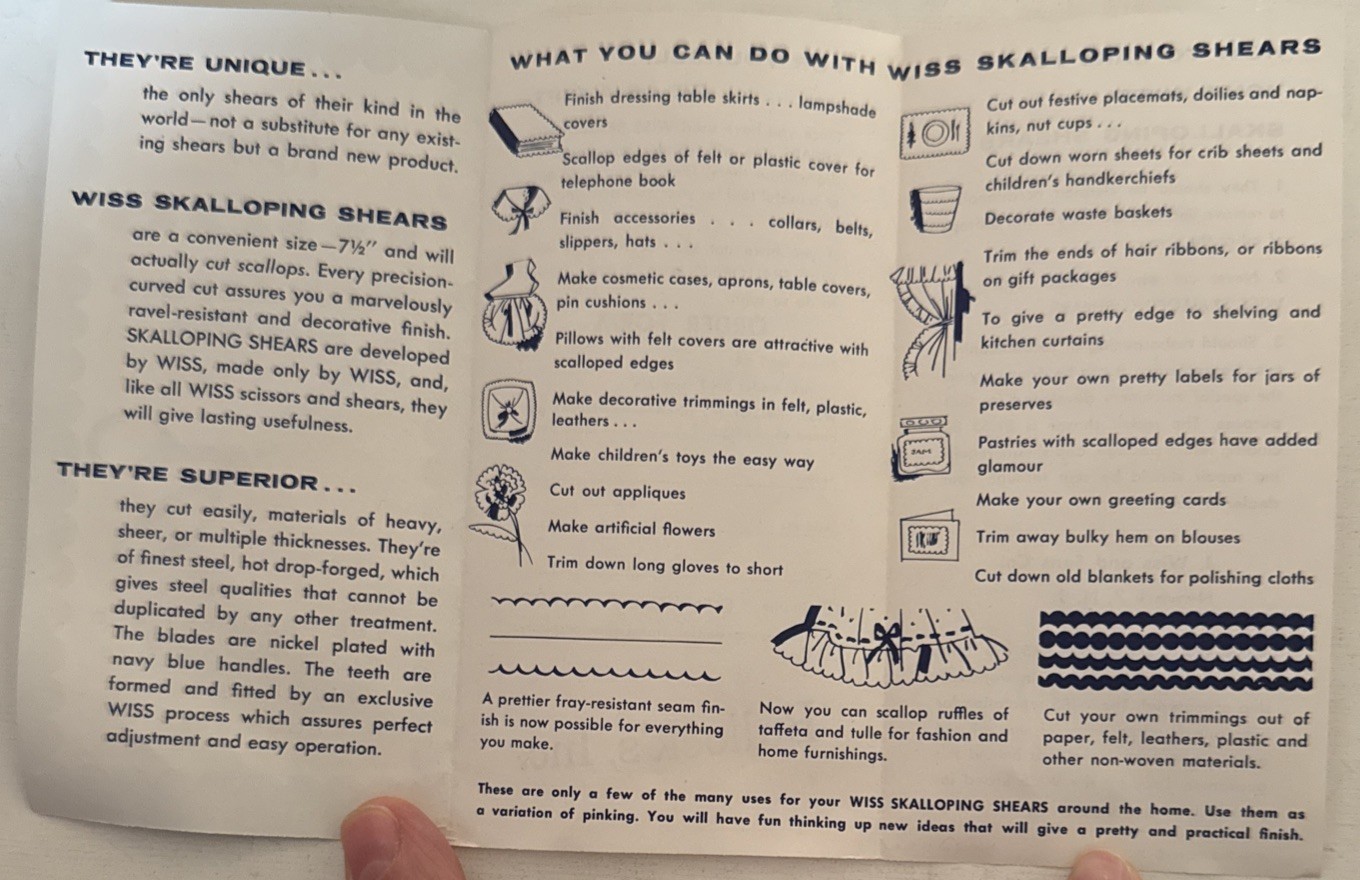 THEY'RE UNIQUE...
the only shears of their kind in the
world—not a substitute for any exist-
ing shears but a brand new product.
WISS SKALLOPING SHEARS
are a convenient size—7½" and will
actually cut scallops. Every precision-
curved cut assures you a marvelously
ravel-resistant and decorative finish.
SKALLOPING SHEARS are developed
by WISS, made only by WISS, and,
like all WISS scissors and shears, they
will give lasting usefulness.
THEY'RE SUPERIOR...
they cut easily, materials of heavy,
sheer, or multiple thicknesses. They're
of finest steel, hot drop-forged, which
gives steel qualities that cannot be
duplicated by any other treatment.
The blades are nickel plated with
navy blue handles. The teeth are
formed and fitted by an exclusive
WISS process which assures perfect
adjustment and easy operation.
WHAT YOU CAN DO WITH WISS SKALLOPING SHEARS
Finish dressing table skirts . . . lampshade
covers
Scallop edges of felt or plastic cover for
telephone book
Finish accessories . . . collars, belts,
slippers, hats . . .
Make cosmetic cases, aprons, table covers,
pin cushions . . .
Pillows with felt covers are attractive with
scalloped edges
Make decorative trimmings in felt, plastic,
leathers . . .
Make children's toys the easy way
Cut out appliques
Make artificial flowers
Trim down long gloves to short
Cut out festive placemats, doilies and nap-
kins, nut cups . . .
Cut down worn sheets for crib sheets and
children's handkerchiefs
Decorate waste baskets
Trim the ends of hair ribbons, or ribbons
on gift packages
To give a pretty edge to shelving and
kitchen curtains
Make your own pretty labels for jars of
preserves
JAM
Pastries with scalloped edges have added
glamour
Make your own greeting cards
Trim away bulky hem on blouses
Cut down old blankets for polishing cloths
A prettier fray-resistant seam fin-
ish is now possible for everything
you make.
Now you can scallop ruffles of
taffeta and tulle for fashion and
home furnishings.
Cut your own trimmings out of
paper, felt, leathers, plastic and
other non-woven materials.
These are only a few of the many uses for your WISS SKALLOPING SHEARS around the home. Use them as
a variation of pinking. You will have fun thinking up new ideas that will give a pretty and practical finish.